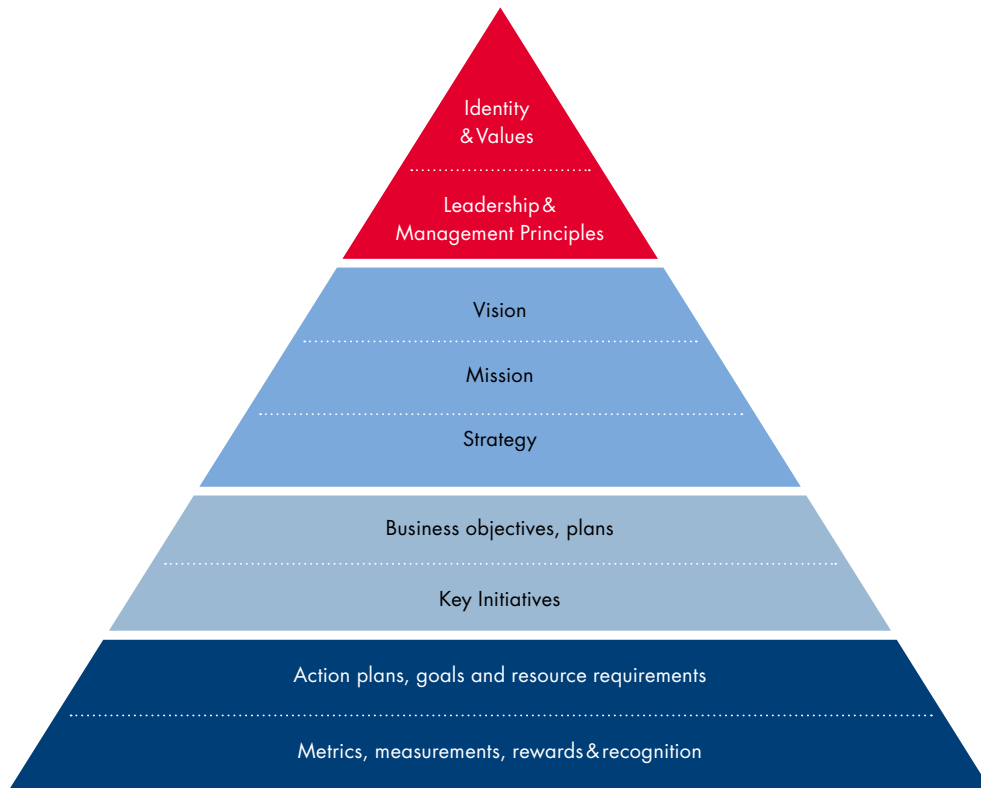 Identity
& Values
Leadership &
Management Principles
Vision
Mission
Strategy
Business objectives, plans
Key Initiatives
Action plans, goals and resource requirements
Metrics, measurements, rewards & recognition